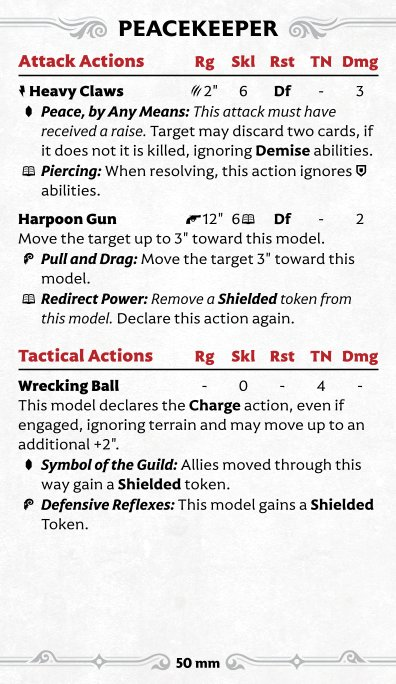 PEACEKEEPER
Attack Actions Rg Skl Rst TN Dmg
Heavy Claws 2" 6 Df - 3
Peace, by Any Means: This attack must have
received a raise. Target may discard two cards, if
it does not it is killed, ignoring Demise abilities.
Piercing: When resolving, this action ignores
abilities.
Harpoon Gun 12" 6 Df - 2
Move the target up to 3" toward this model.
Pull and Drag: Move the target 3" toward this
model.
Redirect Power: Remove a Shielded token from
this model. Declare this action again.
Tactical Actions Rg Skl Rst TN Dmg
Wrecking Ball - 0 - 4 -
This model declares the Charge action, even if
engaged, ignoring terrain and may move up to an
additional +2".
Symbol of the Guild: Allies moved through this
way gain a Shielded token.
Defensive Reflexes: This model gains a Shielded
Token.
50 mm